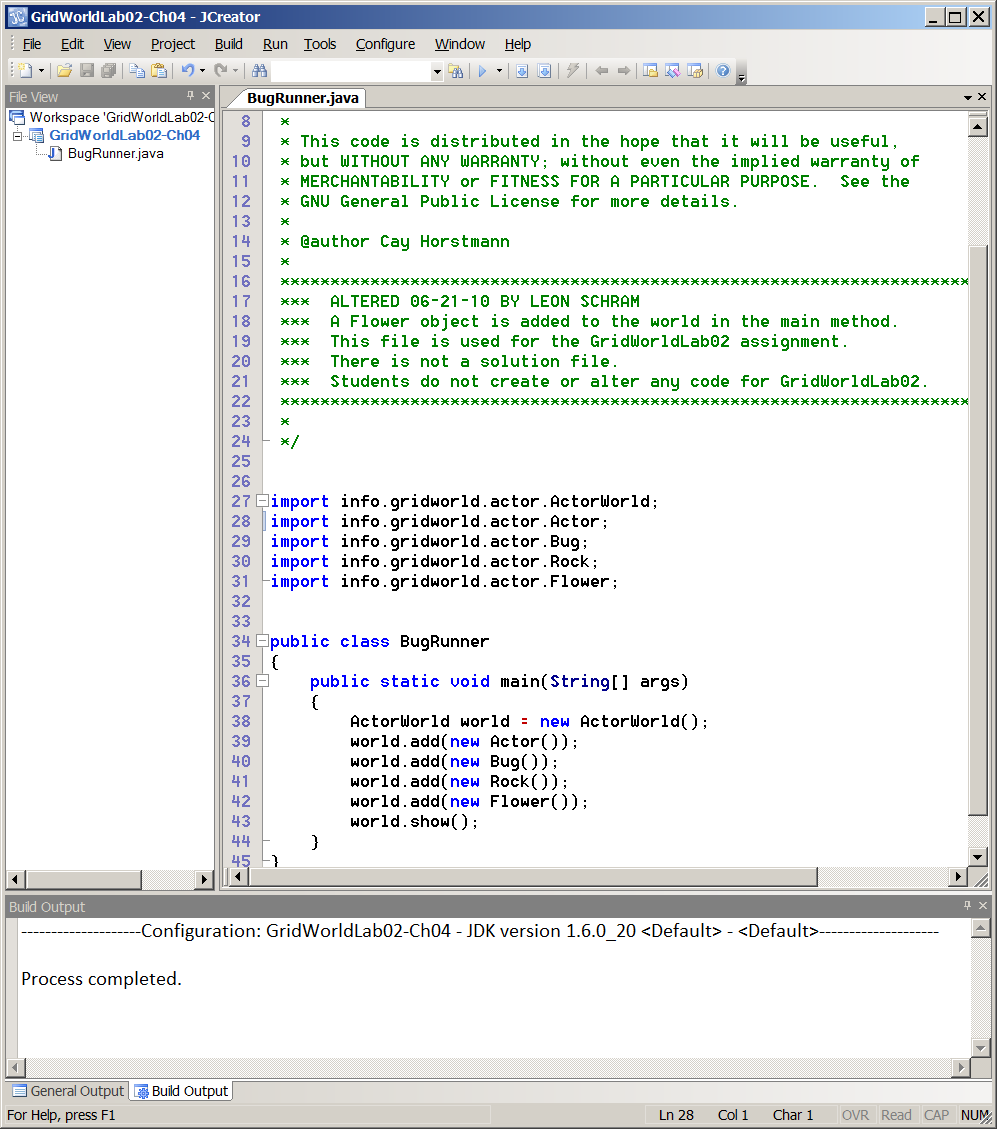 GridWorldLab02-Ch04 - JCreator
File Edit View Project Build Run Tools Configure Window Help
File View
Workspace 'GridWorldLab02-C
GridWorldLab02-Ch04
BugRunner.java
BugRunner.java
8 *
9 * This code is distributed in the hope that it will be useful,
10 * but WITHOUT ANY WARRANTY; without even the implied warranty of
11 * MERCHANTABILITY or FITNESS FOR A PARTICULAR PURPOSE.  See the
12 * GNU General Public License for more details.
13 *
14 * @author Cay Horstmann
15 *
16 *********************************************************************
17 ***  ALTERED 06-21-10 BY LEON SCHRAM
18 ***  A Flower object is added to the world in the main method.
19 ***  This file is used for the GridWorldLab02 assignment.
20 ***  There is not a solution file.
21 ***  Students do not create or alter any code for GridWorldLab02.
22 *********************************************************************
23 *
24 */
25
26
27 import info.gridworld.actor.ActorWorld;
28 import info.gridworld.actor.Actor;
29 import info.gridworld.actor.Bug;
30 import info.gridworld.actor.Rock;
31 import info.gridworld.actor.Flower;
32
33
34 public class BugRunner
35 {
36     public static void main(String[] args)
37     {
38         ActorWorld world = new ActorWorld();
39         world.add(new Actor());
40         world.add(new Bug());
41         world.add(new Rock());
42         world.add(new Flower());
43         world.show();
44     }
45 }
Build Output
--------------------Configuration: GridWorldLab02-Ch04 - JDK version 1.6.0_20 <Default> - <Default>--------------------
Process completed.
General Output Build Output
For Help, press F1 Ln 28 Col 1 Char 1 OVR Read CAP NUM